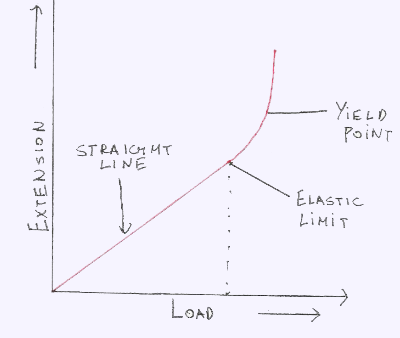 EXTENSION
STRAIGHT
LINE
YIELD
POINT
ELASTIC
LIMIT
LOAD